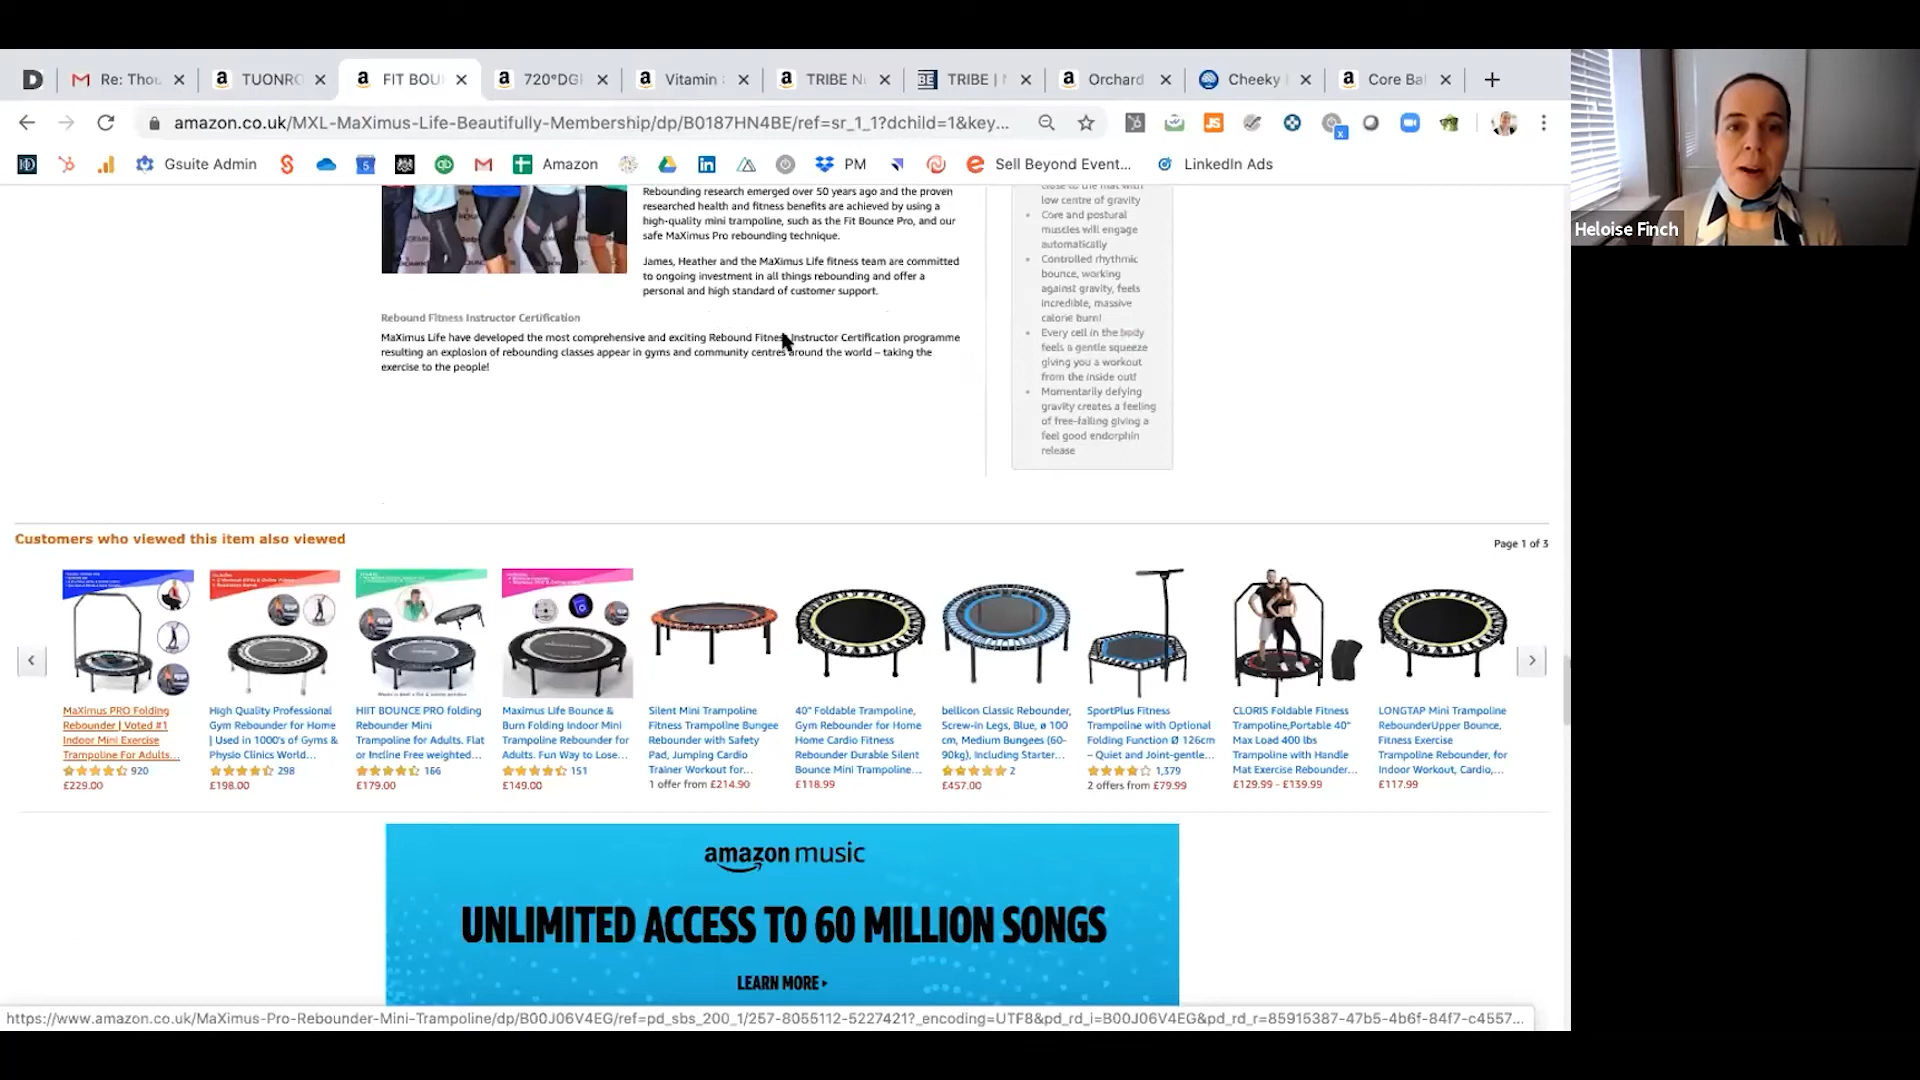 Re: Thou
TUONRO
FIT BOU
720°DGI
Vitamin
TRIBE N
TRIBE |
Orchard
Cheeky
Core Bal
amazon.co.uk/MXL-MaXimus-Life-Beautifully-Membership/dp/B0187HN4BE/ref=sr_1_1?dchild=1&key...
Gsuite Admin
Amazon
PM
Sell Beyond Event...
LinkedIn Ads
Heloise Finch
Rebounding research emerged over 50 years ago and the proven
researched health and fitness benefits are achieved by using a
high-quality mini trampoline, such as the Fit Bounce Pro, and our
safe MaXimus Pro rebounding technique.
James, Heather and the MaXimus Life fitness team are committed
to ongoing investment in all things rebounding and offer a
personal and high standard of customer support.
Rebound Fitness Instructor Certification
MaXimus Life have developed the most comprehensive and exciting Rebound Fitness Instructor Certification programme
resulting an explosion of rebounding classes appear in gyms and community centres around the world – taking the
exercise to the people!
close to the mat with
low centre of gravity
• Core and postural
muscles will engage
automatically
• Controlled rhythmic
bounce, working
against gravity, feels
incredible, massive
calorie burn!
• Every cell in the body
feels a gentle squeeze
giving you a workout
from the inside out!
• Momentarily defying
gravity creates a feeling
of free-falling giving a
feel good endorphin
release
Customers who viewed this item also viewed
Page 1 of 3
MaXimus PRO Folding
Rebounder | Voted #1
Indoor Mini Exercise
Trampoline For Adults...
920
£229.00
High Quality Professional
Gym Rebounder for Home
| Used in 1000's of Gyms &
Physio Clinics World...
298
£198.00
HIIT BOUNCE PRO folding
Rebounder Mini
Trampoline for Adults. Flat
or Incline Free weighted...
166
£179.00
Maximus Life Bounce &
Burn Folding Indoor Mini
Trampoline Rebounder for
Adults. Fun Way to Lose...
151
£149.00
Silent Mini Trampoline
Fitness Trampoline Bungee
Rebounder with Safety
Pad, Jumping Cardio
Trainer Workout for...
1 offer from £214.90
40" Foldable Trampoline,
Gym Rebounder for Home
Home Cardio Fitness
Rebounder Durable Silent
Bounce Mini Trampoline...
£118.99
bellicon Classic Rebounder,
Screw-in Legs, Blue, ø 100
cm, Medium Bungees (60-
90kg), Including Starter...
2
£457.00
SportPlus Fitness
Trampoline with Optional
Folding Function Ø 126cm
– Quiet and Joint-gentle...
1,379
2 offers from £79.99
CLORIS Foldable Fitness
Trampoline,Portable 40"
Max Load 400 lbs
Trampoline with Handle
Mat Exercise Rebounder...
£129.99 - £139.99
LONGTAP Mini Trampoline
RebounderUpper Bounce,
Fitness Exercise
Trampoline Rebounder, for
Indoor Workout, Cardio,...
£117.99
amazon music
UNLIMITED ACCESS TO 60 MILLION SONGS
LEARN MORE
https://www.amazon.co.uk/MaXimus-Pro-Rebounder-Mini-Trampoline/dp/B00J06V4EG/ref=pd_sbs_200_1/257-8055112-5227421?_encoding=UTF8&pd_rd_i=B00J06V4EG&pd_rd_r=85915387-47b5-4b6f-84f7-c4557...